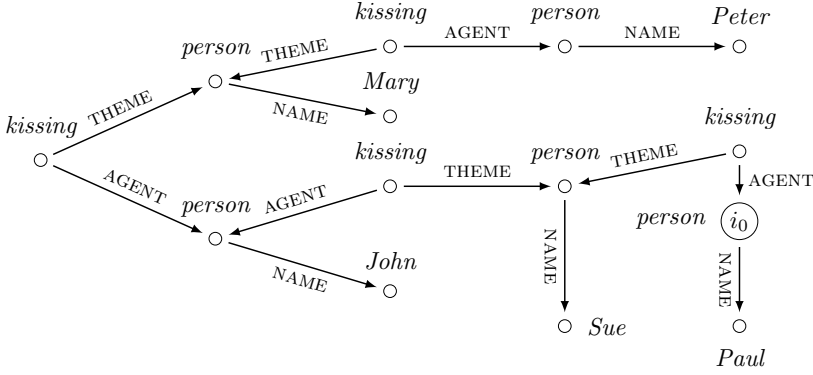 kissing person Peter
person THEME AGENT NAME
Mary
THEME NAME
kissing kissing person kissing
THEME THEME
AGENT person AGENT AGENT
person i0
NAME John NAME NAME
Sue
Paul